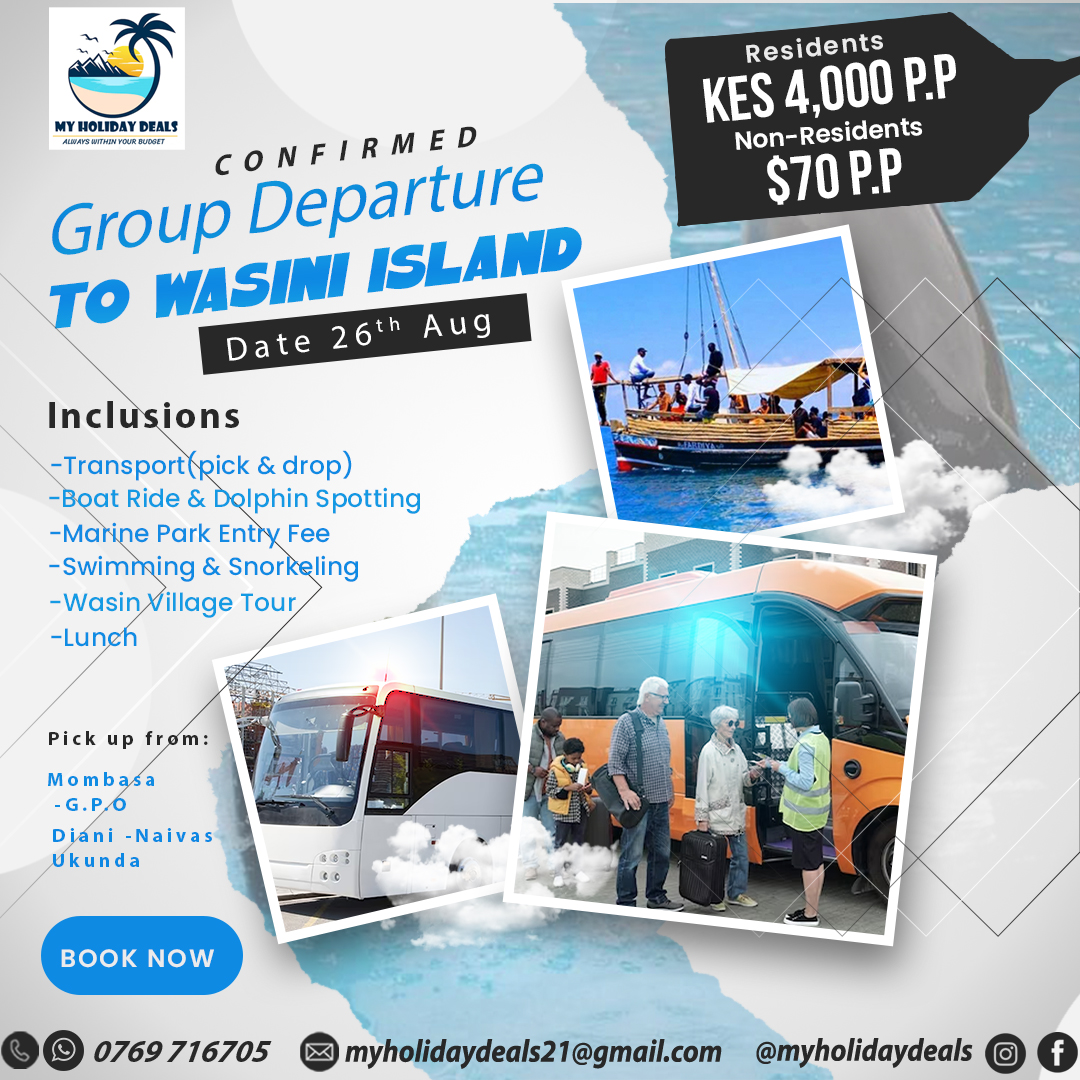 MY HOLIDAY DEALS
ALWAYS WITHIN YOUR BUDGET
Residents
KES 4,000 P.P
Non-Residents
$70 P.P
CONFIRMED
Group Departure
TO WASINI ISLAND
Date 26th Aug
Inclusions
-Transport(pick & drop)
-Boat Ride & Dolphin Spotting
-Marine Park Entry Fee
-Swimming & Snorkeling
-Wasin Village Tour
-Lunch
Pick up from:
Mombasa
-G.P.O
Diani -Naivas
Ukunda
BOOK NOW
0769 716705
myholidaydeals21@gmail.com
@myholidaydeals